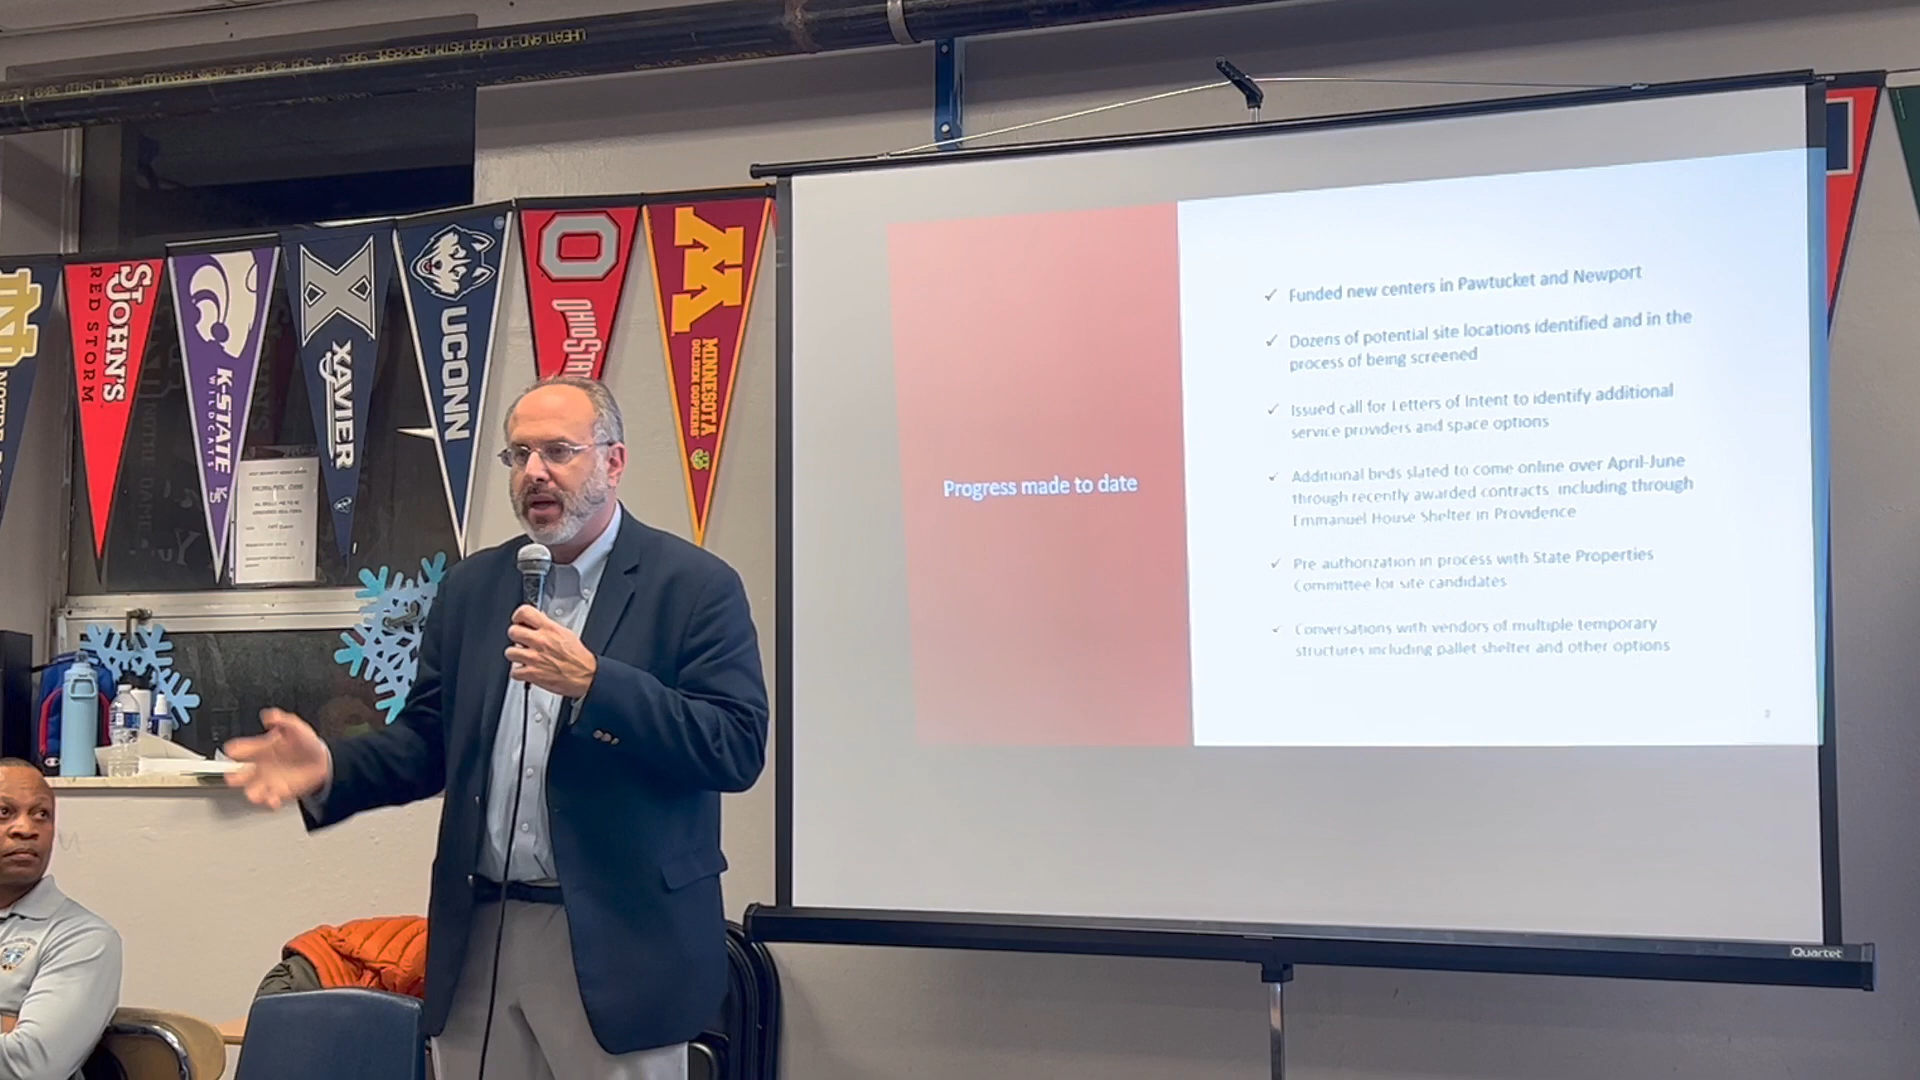 WHEATLAND
ST JOHN'S
RED STORM
K-STATE
WILDCATS
XAVIER
UCONN
O
OHIO STAT
M
MINNESOTA
GOLDEN GOPHERS
Progress made to date
✓ Funded new centers in Pawtucket and Newport
✓ Dozens of potential site locations identified and in the
process of being screened
✓ Issued call for Letters of Intent to identify additional
service providers and space options
✓ Additional beds slated to come online over April-June
through recently awarded contracts including through
Emmanuel House Shelter in Providence
✓ Pre authorization in process with State Properties
Committee for site candidates
✓ Conversations with vendors of multiple temporary
structures including pallet shelter and other options
Quartet